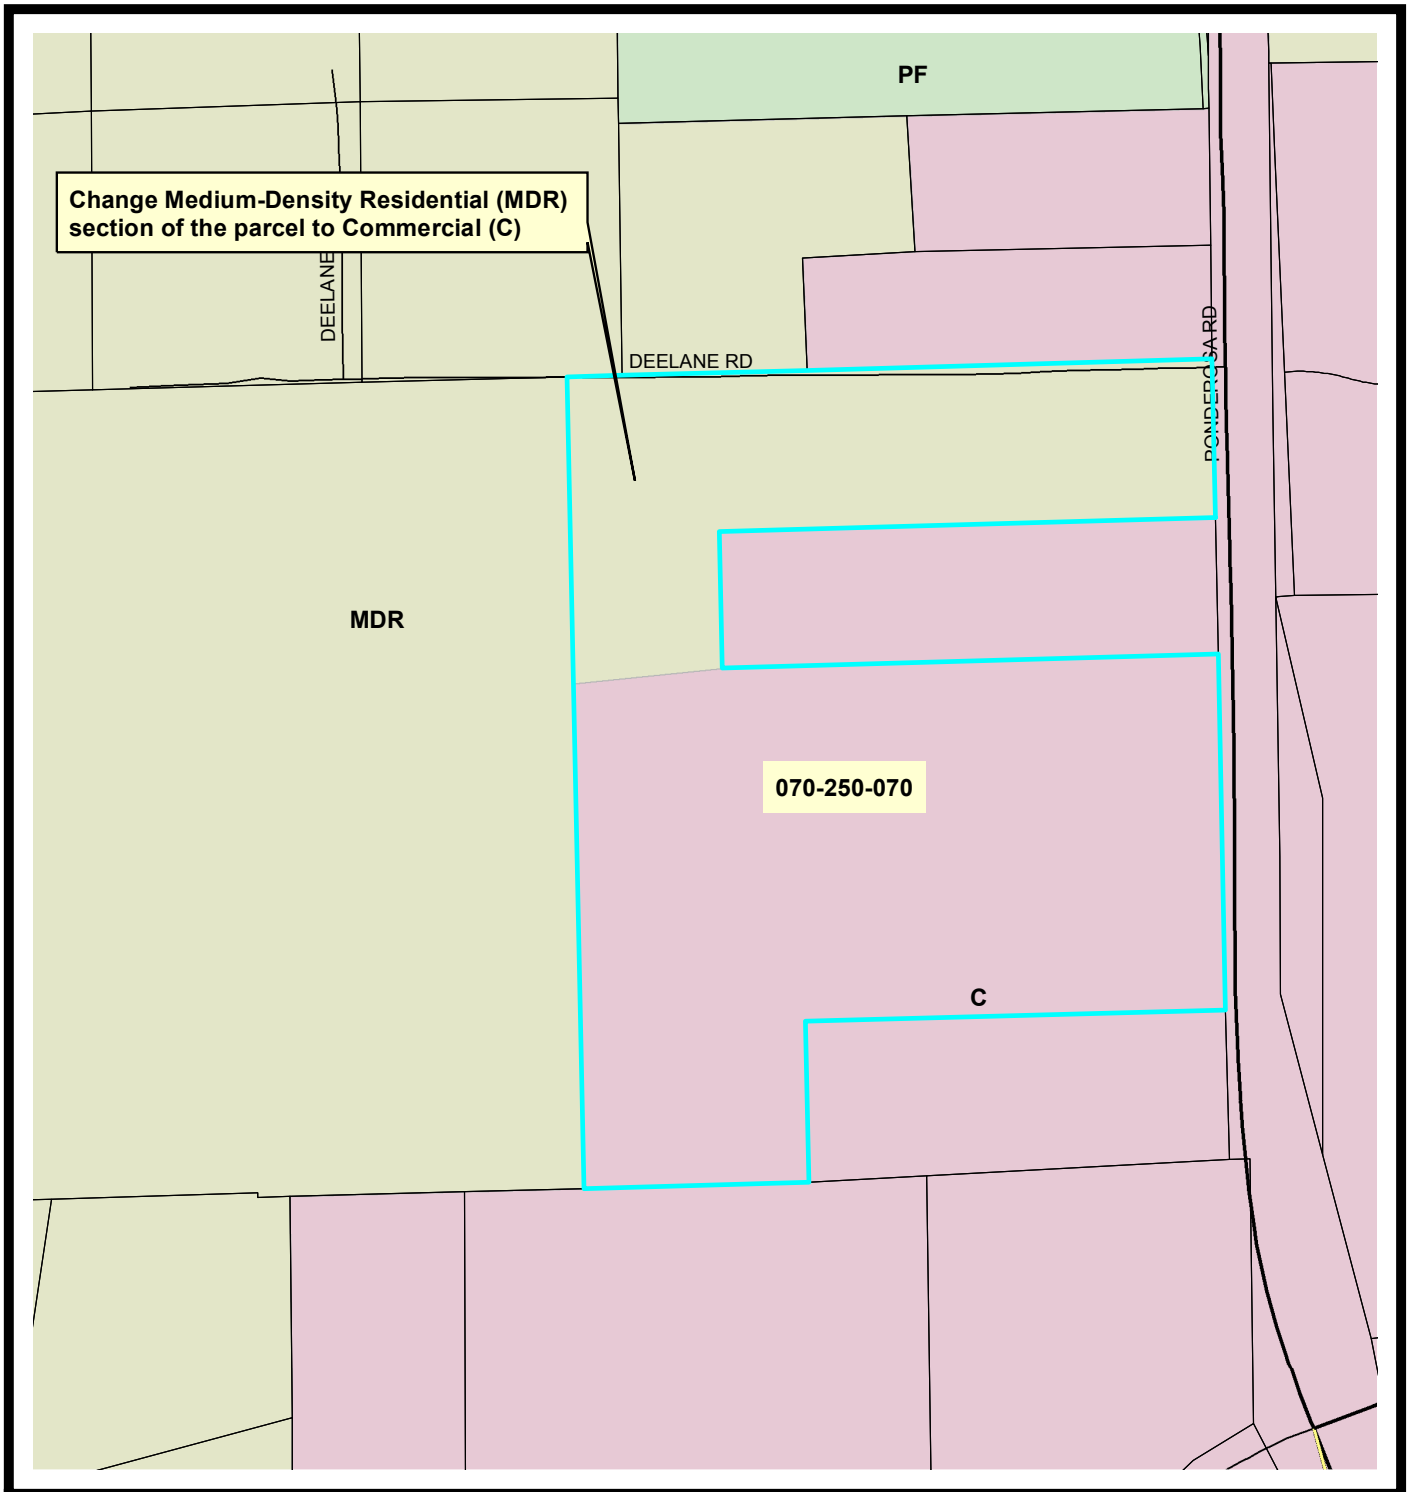 PF
Change Medium-Density Residential (MDR)
section of the parcel to Commercial (C)
DEELANE
DEELANE RD
PONDEROSA RD
MDR
070-250-070
C